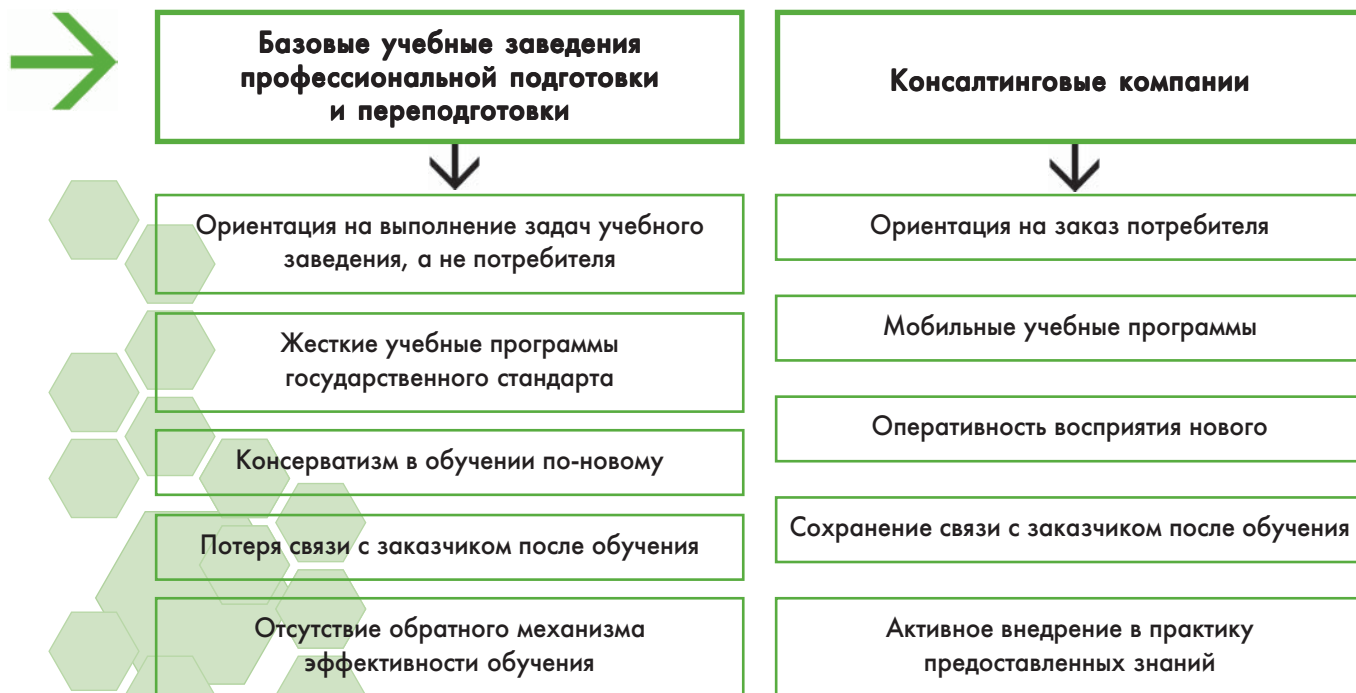 Базовые учебные заведения
профессиональной подготовки
и переподготовки
Ориентация на выполнение задач учебного
заведения, а не потребителя
Жесткие учебные программы
государственного стандарта
Консерватизм в обучении по-новому
Потеря связи с заказчиком после обучения
Отсутствие обратного механизма
эффективности обучения
Консалтинговые компании
Ориентация на заказ потребителя
Мобильные учебные программы
Оперативность восприятия нового
Сохранение связи с заказчиком после обучения
Активное внедрение в практику
предоставленных знаний